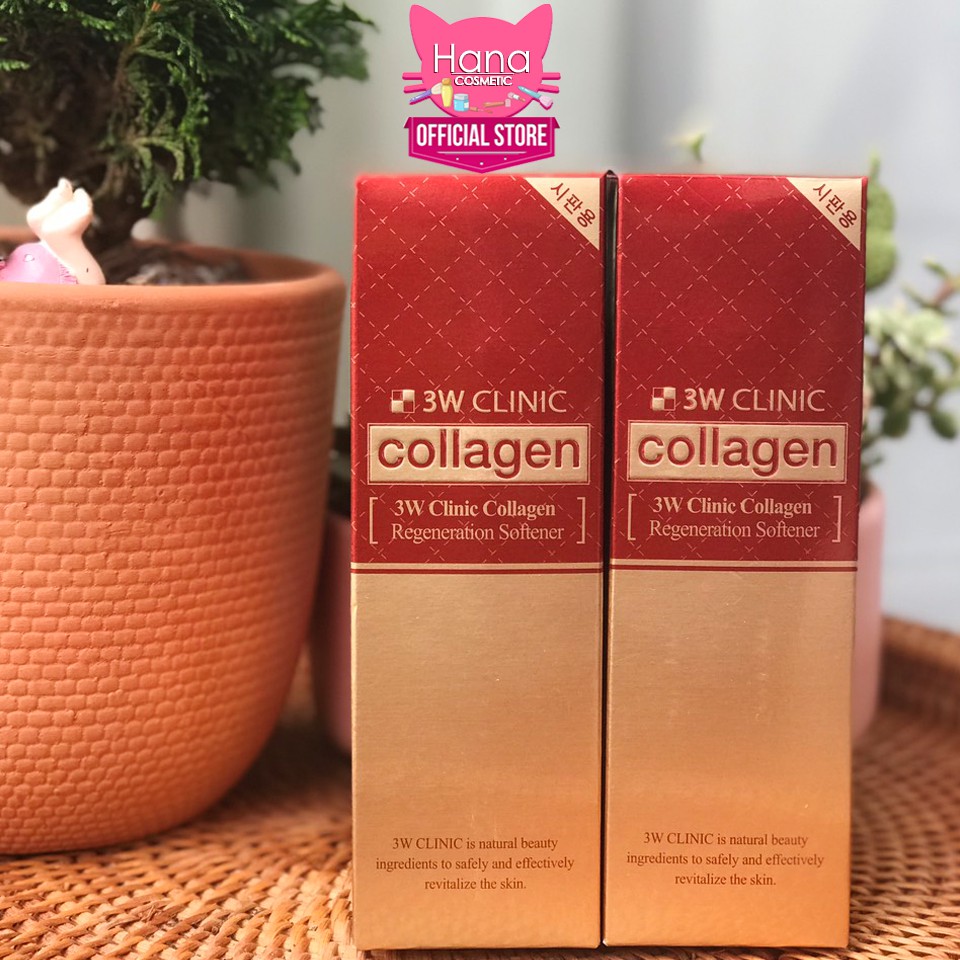 Hana
COSMETIC
OFFICIAL STORE
시판용
3W CLINIC
collagen
3W Clinic Collagen
Regeneration Softener
3W CLINIC is natural beauty
ingredients to safely and effectively
revitalize the skin.
시판용
3W CLINIC
collagen
3W Clinic Collagen
Regeneration Softener
3W CLINIC is natural beauty
ingredients to safely and effectively
revitalize the skin.